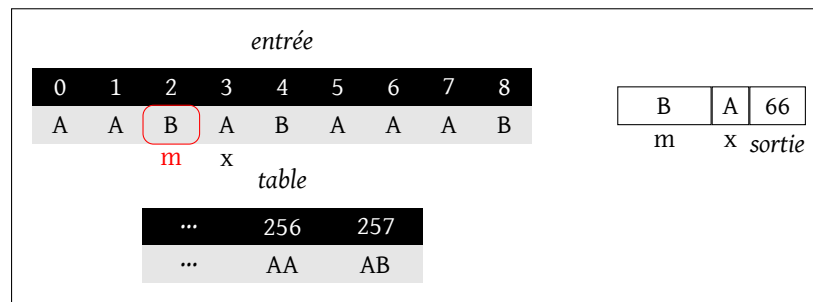 entrée
0 1 2 3 4 5 6 7 8
A A B A B A A A B
m x
table
... 256 257
... AA AB
B A 66
m x sortie